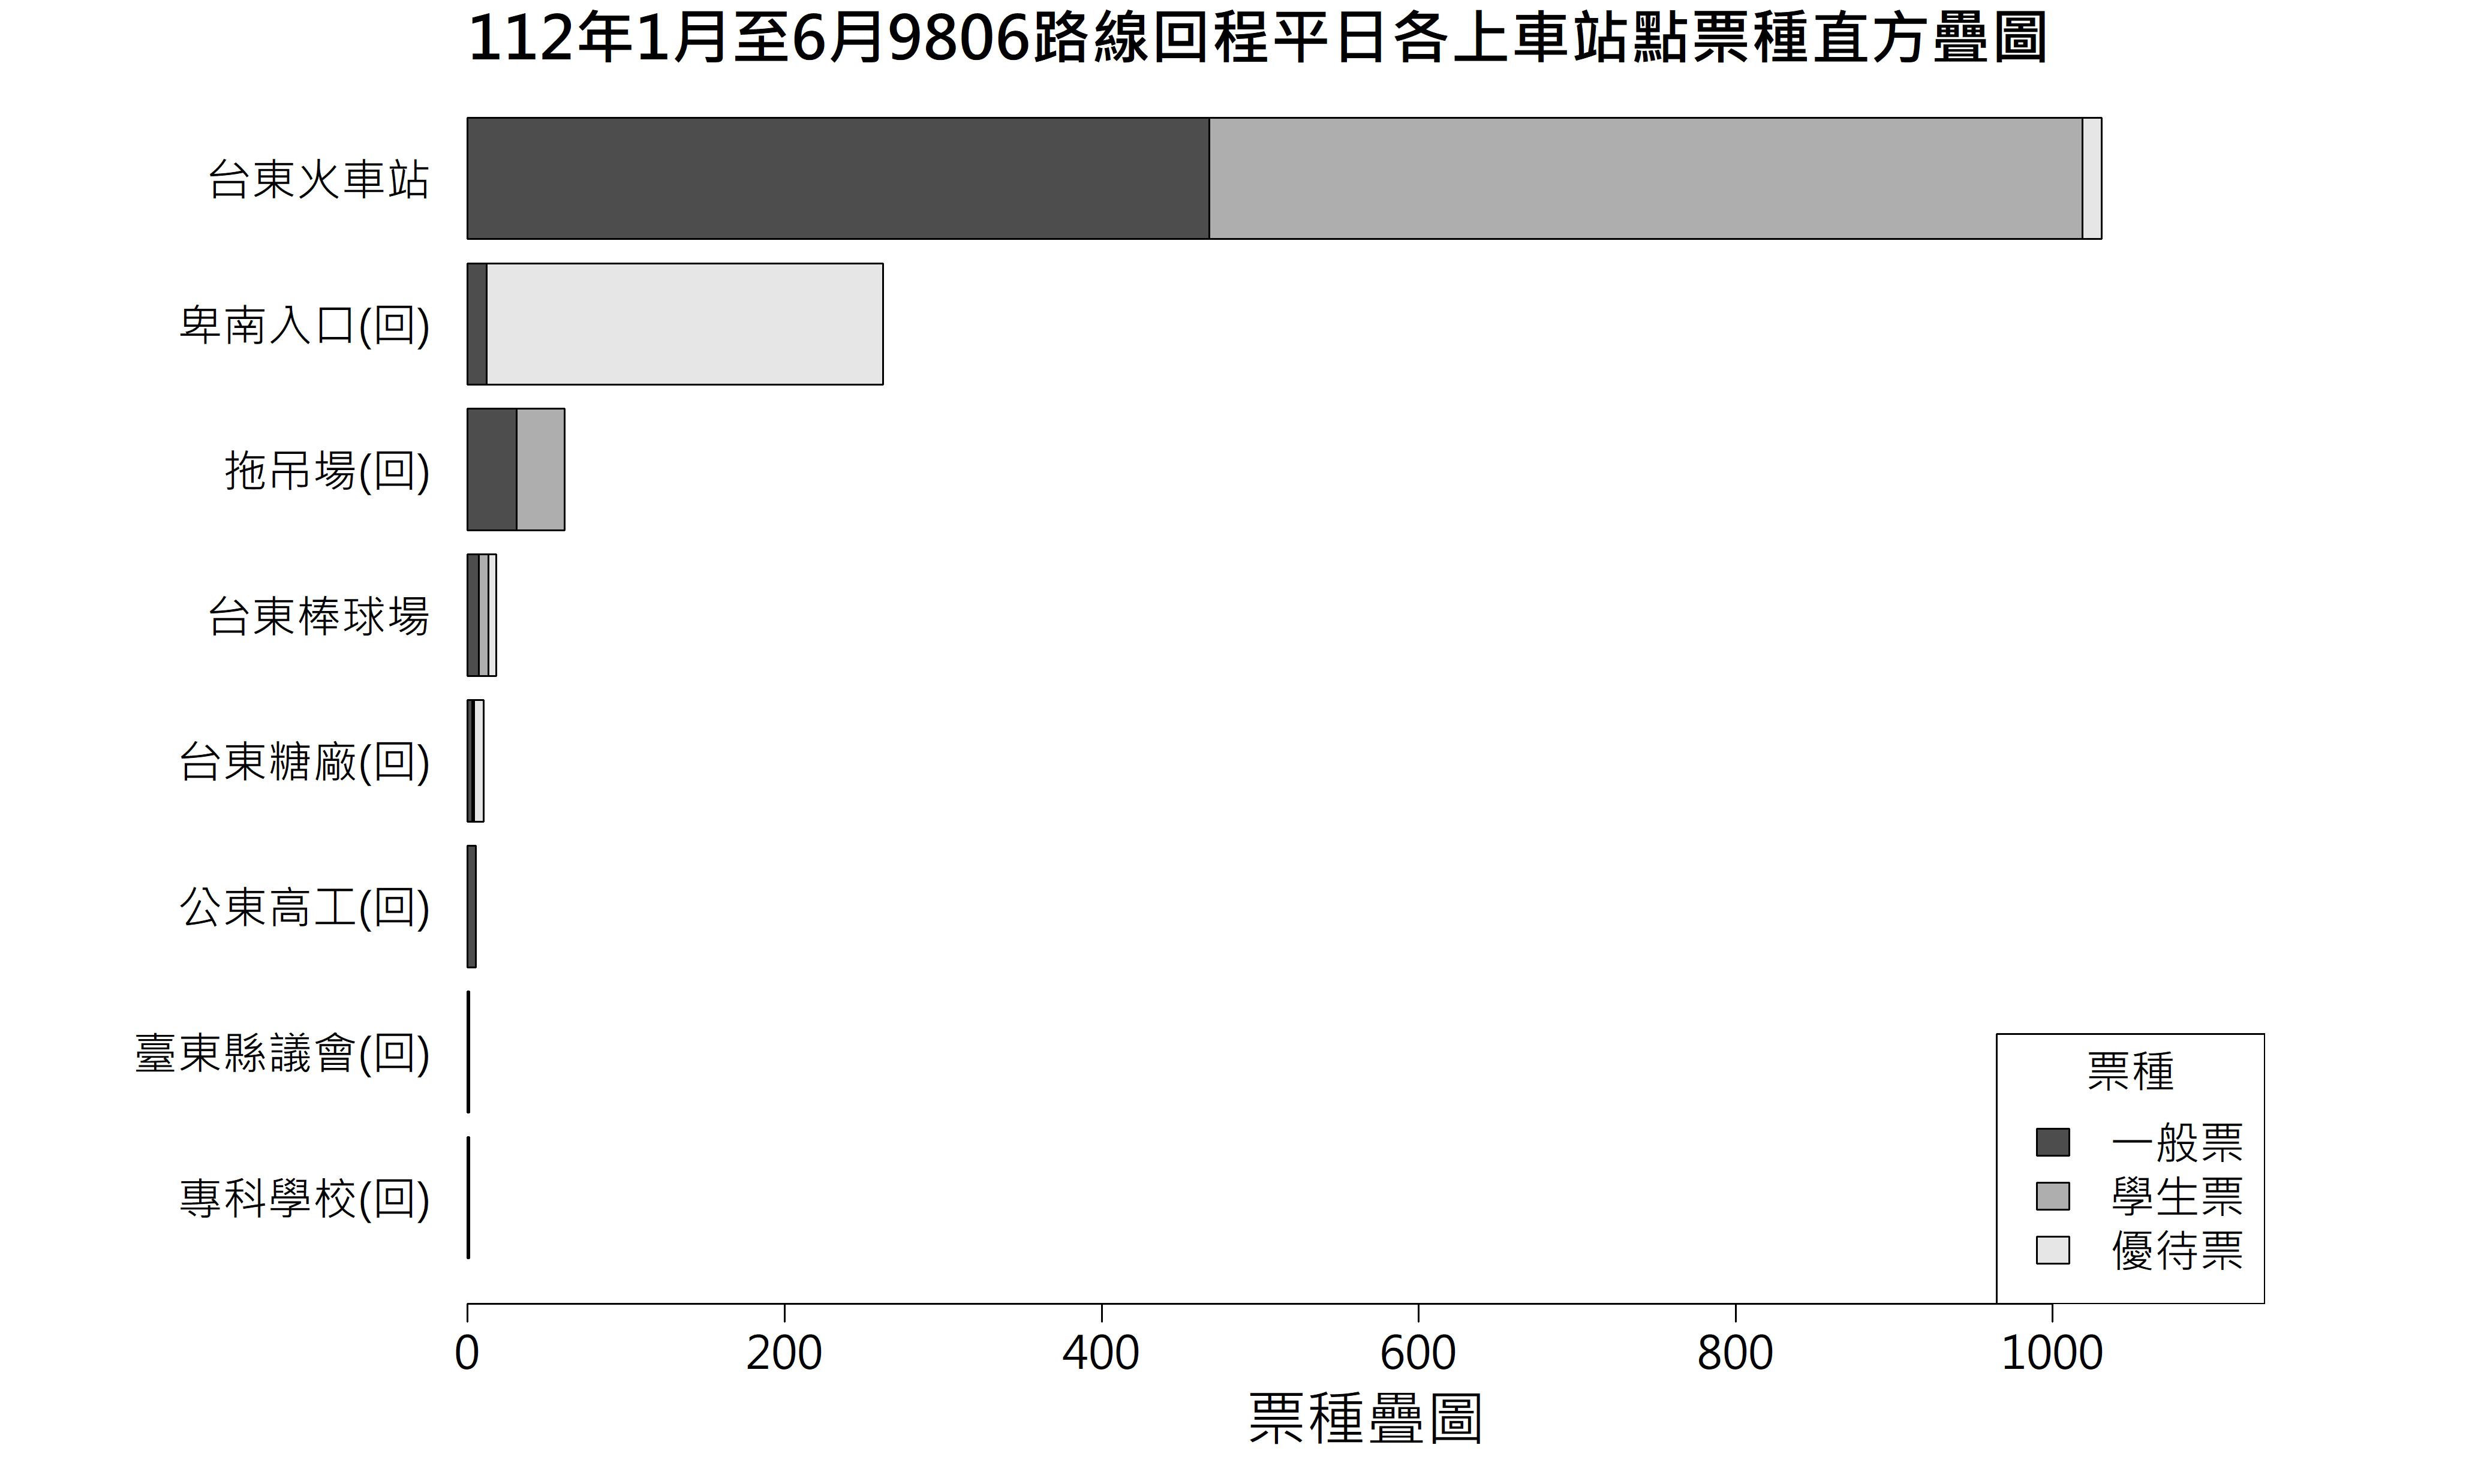 112年1月至6月9806路線回程平日各上車站點票種直方疊圖
台東火車站
卑南入口(回)
拖吊場(回)
台東棒球場
台東糖廠(回)
公東高工(回)
臺東縣議會(回)
專科學校(回)
票種
一般票
學生票
優待票
0 200 400 600 800 1000
票種疊圖